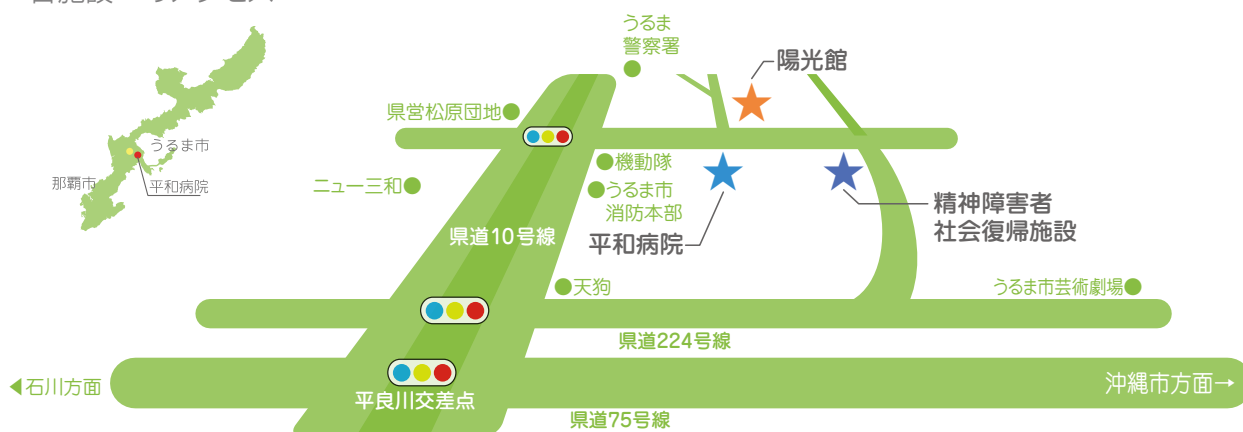 うるま
警察署
陽光館
県営松原団地
うるま市
那覇市
平和病院
機動隊
ニュー三和
うるま市
消防本部
平和病院
精神障害者
社会復帰施設
県道10号線
天狗
うるま市芸術劇場
県道224号線
◀石川方面
沖縄市方面→
平良川交差点
県道75号線